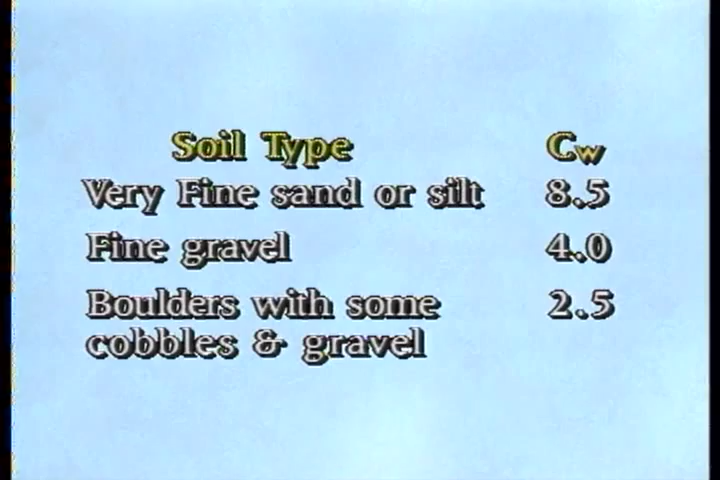 Soil Type Cw
Very Fine sand or silt 8.5
Fine gravel 4.0
Boulders with some 2.5
cobbles & gravel